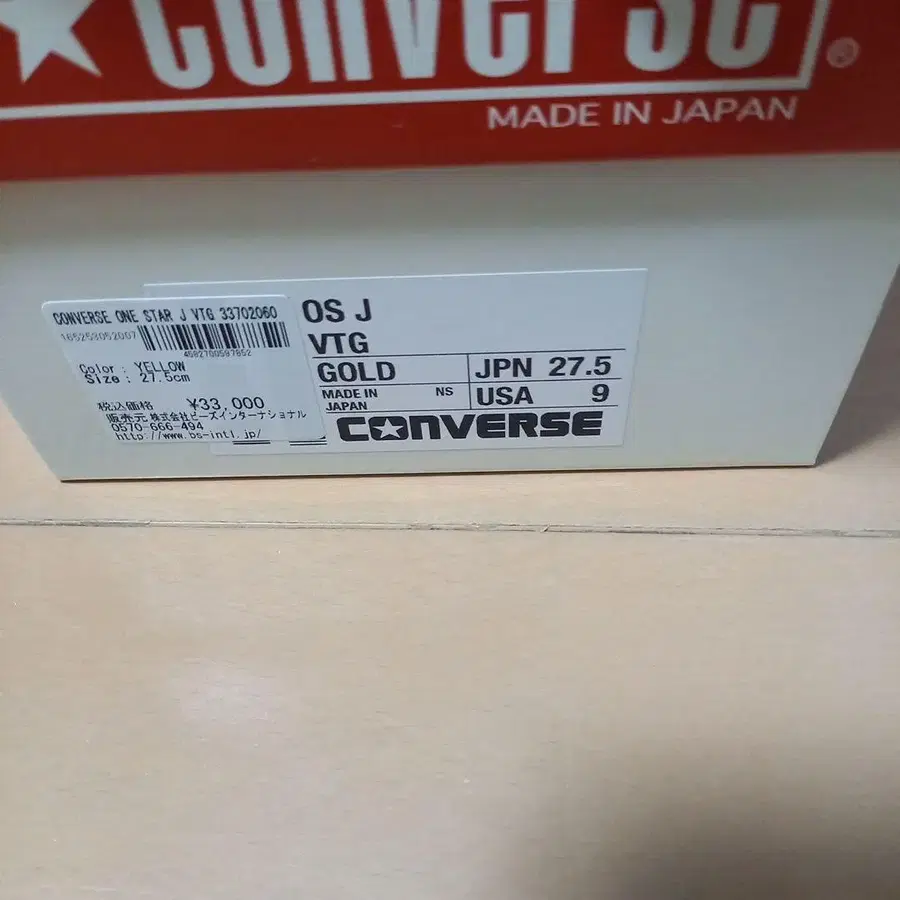 CONVERSE®
MADE IN JAPAN
CONVERSE ONE STAR J VTG 33702060
165253052007
4582700597852
Color : YELLOW
Size : 27.5cm
税込価格 ¥33,000
販売元 株式会社ビーズインターナショナル
0570-666-494
http://www.bs-intl.jp/
OS J
VTG
GOLD
JPN 27.5
MADE IN JAPAN
NS
USA 9
CONVERSE